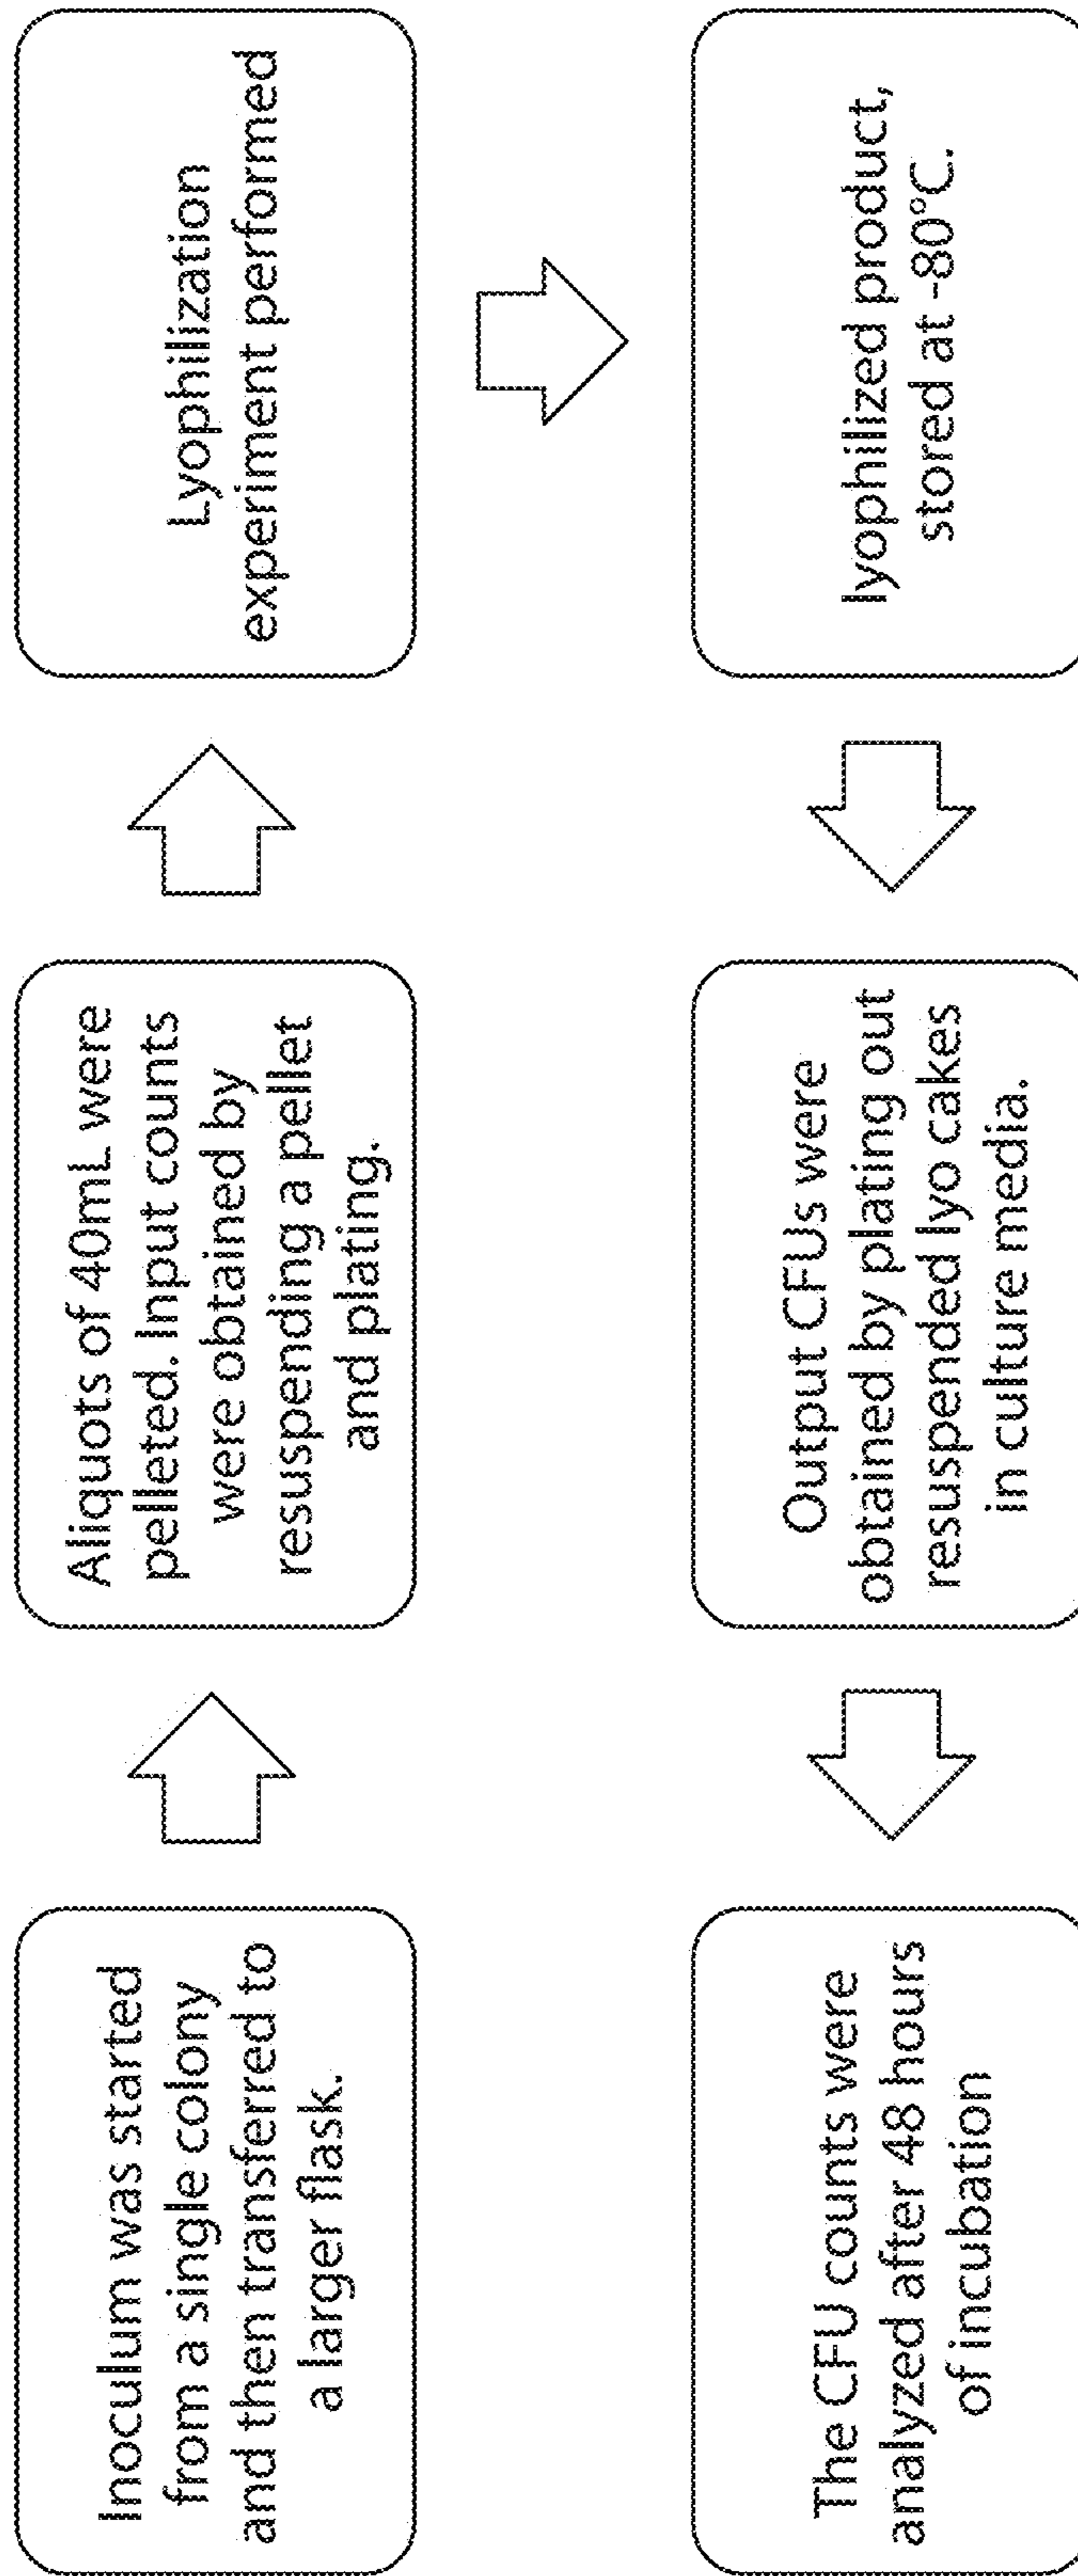 Inoculum was started
from a single colony
and then transferred to
a larger flask.
Aliquots of 40mL were
pelleted. Input counts
were obtained by
resuspending a pellet
and plating.
Lyophilization
experiment performed
lyophilized product,
stored at -80°C.
Output CFUs were
obtained by plating out
resuspended lyo cakes
in culture media.
The CFU counts were
analyzed after 48 hours
of incubation